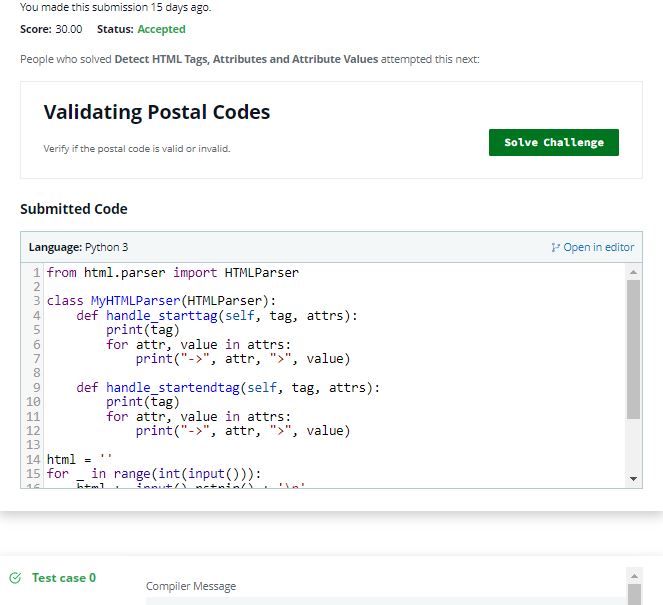 You made this submission 15 days ago.
Score: 30.00 Status: Accepted
People who solved Detect HTML Tags, Attributes and Attribute Values attempted this next:
Validating Postal Codes
Verify if the postal code is valid or invalid.
Solve Challenge
Submitted Code
Language: Python 3 Open in editor
1 from html.parser import HTMLParser
2
3 class MyHTMLParser(HTMLParser):
4 def handle_starttag(self, tag, attrs):
5 print(tag)
6 for attr, value in attrs:
7 print("->", attr, ">", value)
8
9 def handle_startendtag(self, tag, attrs):
10 print(tag)
11 for attr, value in attrs:
12 print("->", attr, ">", value)
13
14 html = ''
15 for _ in range(int(input())):
16 html += input().rstrip() + '\n'
Test case 0
Compiler Message